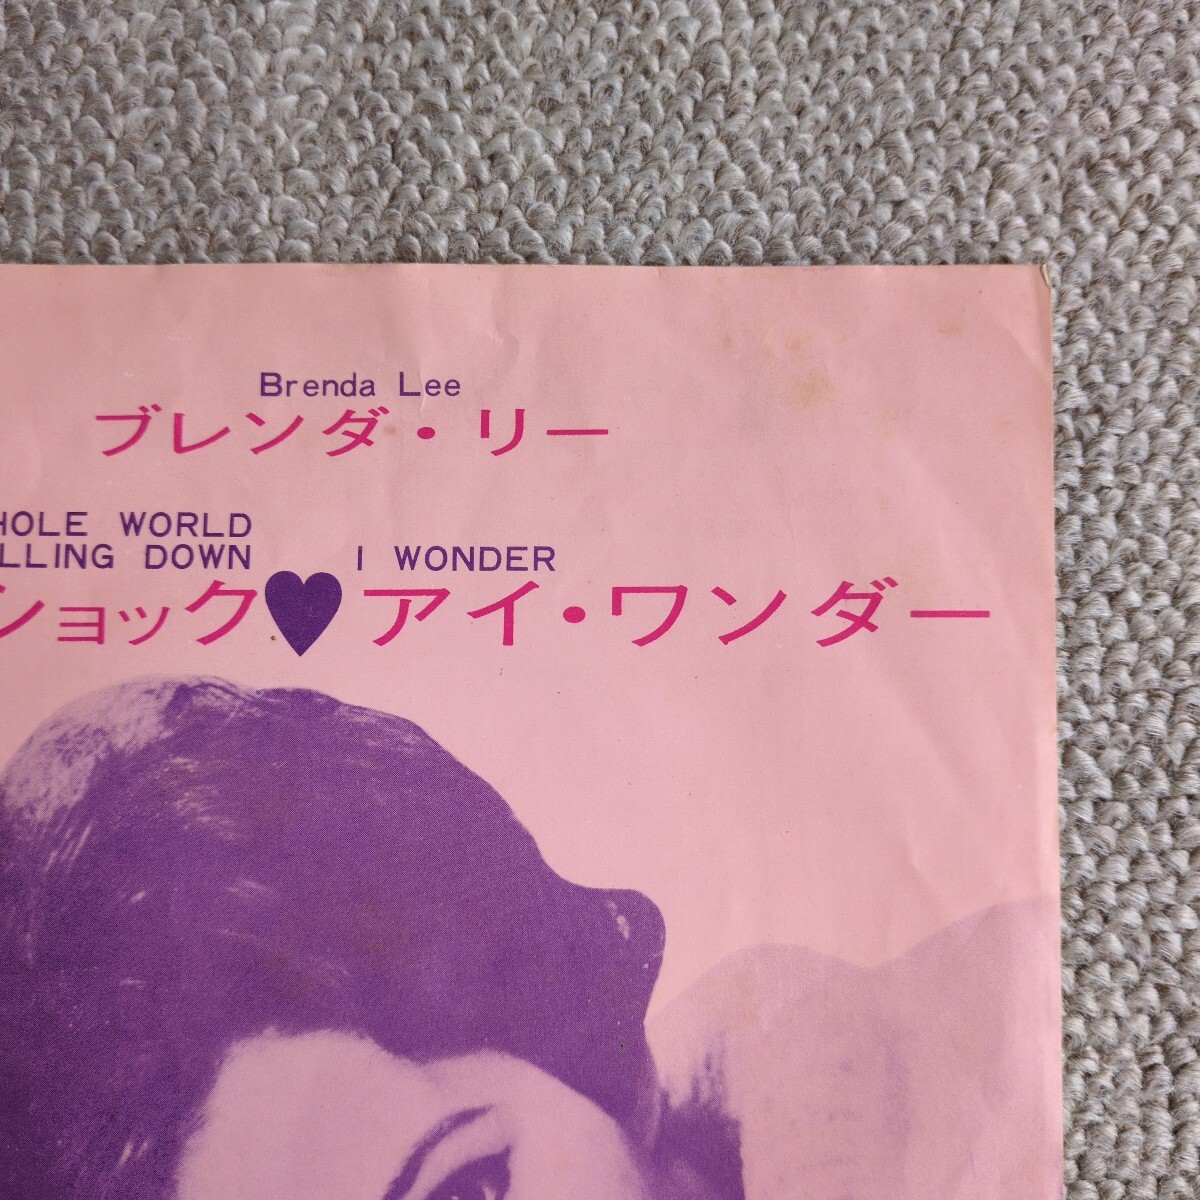 Brenda Lee
ブレンダ・リー
HOLE WORLD
LLING DOWN
I WONDER
ショック♥アイ・ワンダー